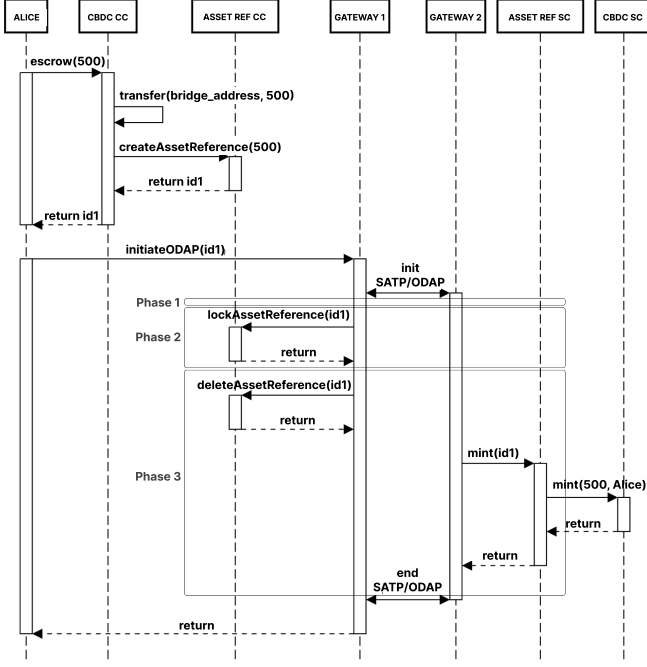 ALICE
CBDC CC
ASSET REF CC
GATEWAY 1
GATEWAY 2
ASSET REF SC
CBDC SC
escrow(500)
transfer(bridge_address, 500)
createAssetReference(500)
return id1
return id1
initiateODAP(id1)
init
SATP/ODAP
Phase 1
lockAssetReference(id1)
Phase 2
return
deleteAssetReference(id1)
return
mint(id1)
Phase 3
mint(500, Alice)
return
return
end
SATP/ODAP
return